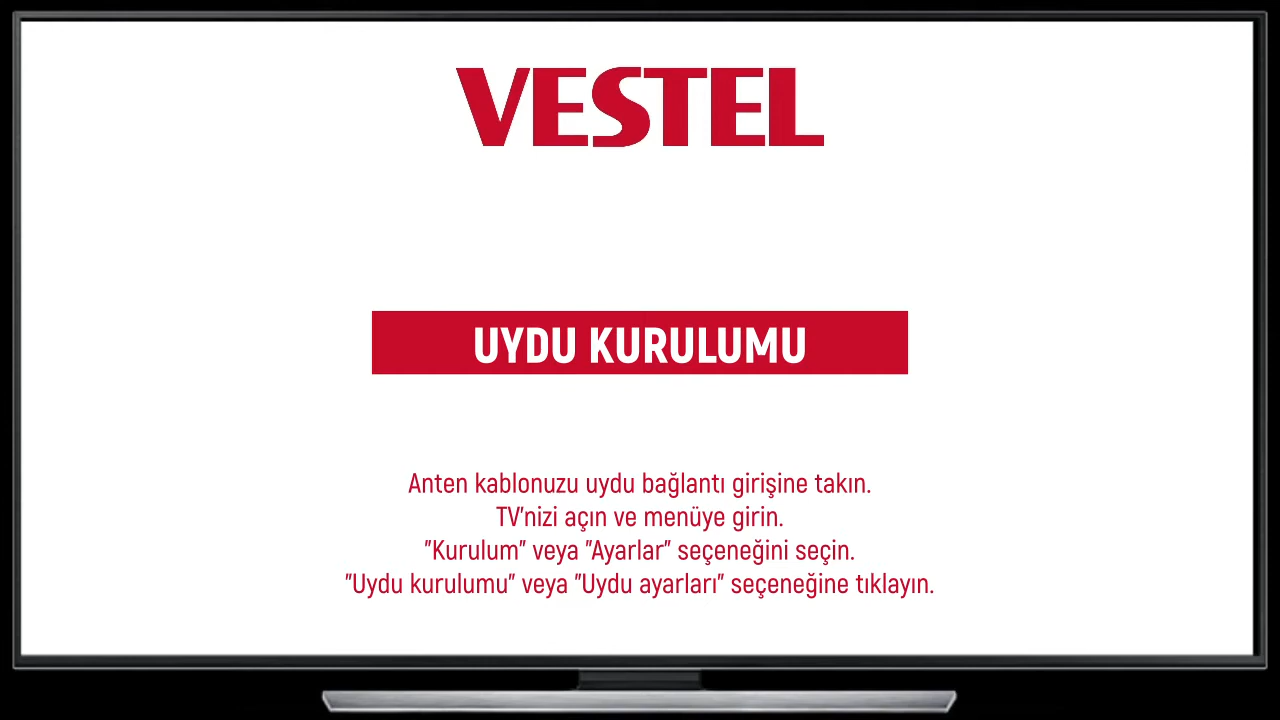 VESTEL
UYDU KURULUMU
Anten kablonuzu uydu bağlantı girişine takın.
TV'nizi açın ve menüye girin.
"Kurulum" veya "Ayarlar" seçeneğini seçin.
"Uydu kurulumu" veya "Uydu ayarları" seçeneğine tıklayın.